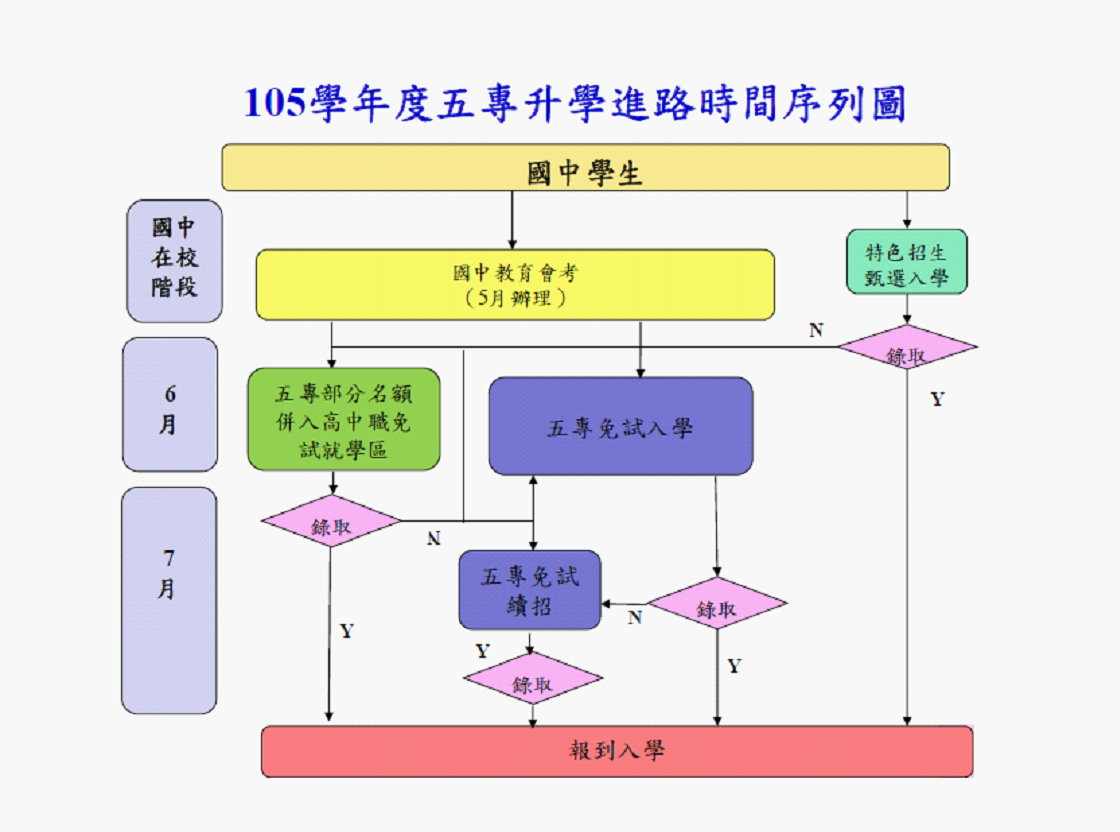 105學年度五專升學進路時間序列圖
國中學生
國中
在校
階段
國中教育會考
（5月辦理）
特色招生
甄選入學
N
錄取
Y
6
月
五專部分名額
併入高中職免
試就學區
五專免試入學
錄取
N
7
月
五專免試
續招
錄取
N
Y
Y
錄取
Y
報到入學